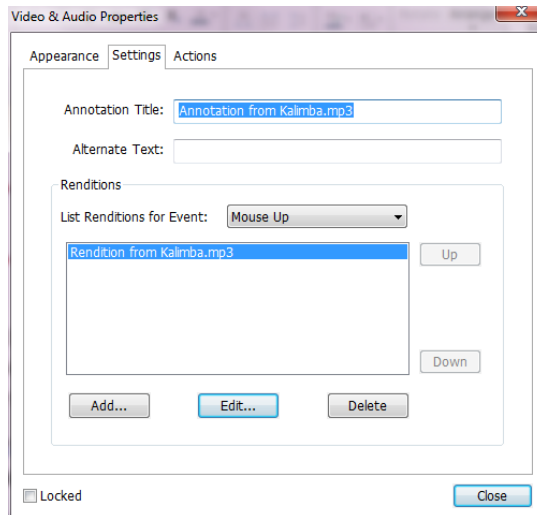 Video & Audio Properties
Appearance Settings Actions
Annotation Title: Annotation from Kalimba.mp3
Alternate Text:
Renditions
List Renditions for Event: Mouse Up
Rendition from Kalimba.mp3
Up
Down
Add... Edit... Delete
Locked Close